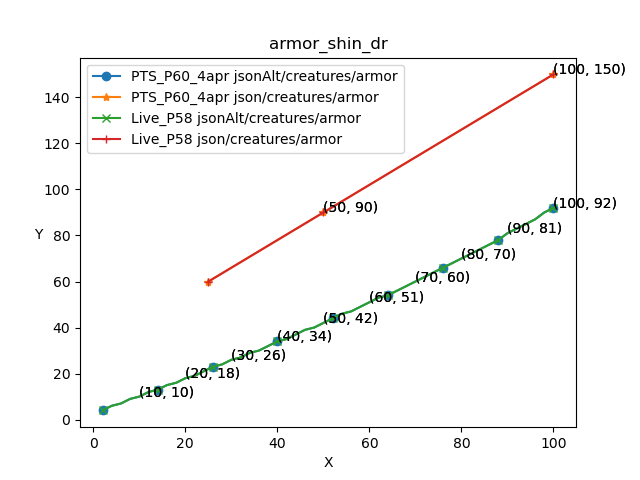 armor_shin_dr
PTS_P60_4apr jsonAlt/creatures/armor
PTS_P60_4apr json/creatures/armor
Live_P58 jsonAlt/creatures/armor
Live_P58 json/creatures/armor
(100, 150)
(50, 90)
(100, 92)
(90, 81)
(80, 70)
(70, 60)
(60, 51)
(50, 42)
(40, 34)
(30, 26)
(20, 18)
(10, 10)
140
120
100
80
60
40
20
0
Y
0 20 40 60 80 100
X